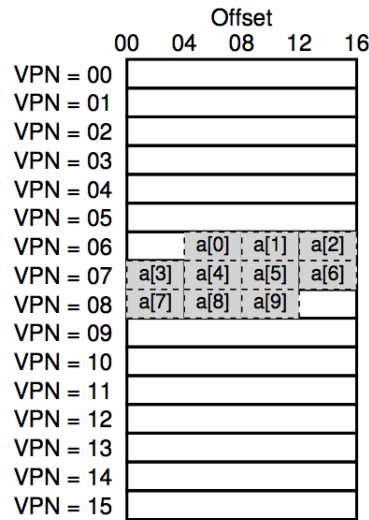 Offset
00 04 08 12 16
VPN = 00
VPN = 01
VPN = 02
VPN = 03
VPN = 04
VPN = 05
VPN = 06 a[0] a[1] a[2]
VPN = 07 a[3] a[4] a[5] a[6]
VPN = 08 a[7] a[8] a[9]
VPN = 09
VPN = 10
VPN = 11
VPN = 12
VPN = 13
VPN = 14
VPN = 15